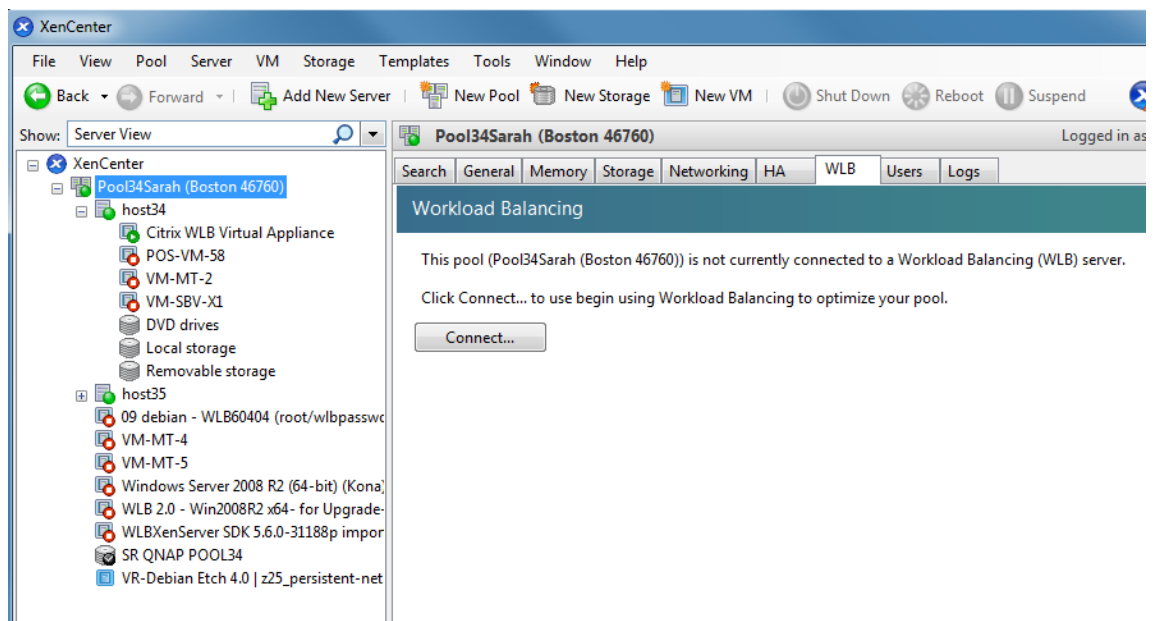 XenCenter
File View Pool Server VM Storage Templates Tools Window Help
Back Forward Add New Server New Pool New Storage New VM Shut Down Reboot Suspend
Show: Server View
Pool34Sarah (Boston 46760) Logged in as
XenCenter
Pool34Sarah (Boston 46760)
host34
Citrix WLB Virtual Appliance
POS-VM-58
VM-MT-2
VM-SBV-X1
DVD drives
Local storage
Removable storage
host35
09 debian - WLB60404 (root/wlbpasswo
VM-MT-4
VM-MT-5
Windows Server 2008 R2 (64-bit) (Kona)
WLB 2.0 - Win2008R2 x64- for Upgrade-
WLBXenServer SDK 5.6.0-31188p impor
SR QNAP POOL34
VR-Debian Etch 4.0 | z25_persistent-net
Search General Memory Storage Networking HA WLB Users Logs
Workload Balancing
This pool (Pool34Sarah (Boston 46760)) is not currently connected to a Workload Balancing (WLB) server.
Click Connect... to use begin using Workload Balancing to optimize your pool.
Connect...